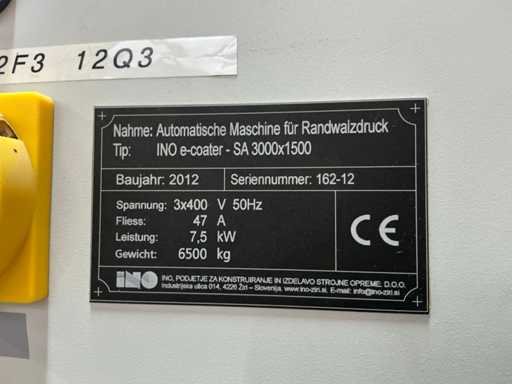 2F3 12Q3
Nahme: Automatische Maschine für Randwalzdruck
Tip: INO e-coater - SA 3000x1500
Baujahr: 2012 Seriennummer: 162-12
Spannung: 3x400 V 50Hz
Fliess: 47 A
Leistung: 7,5 kW
Gewicht: 6500 kg
CE
INO INO, PODJETJE ZA KONSTRUIRANJE IN IZDELAVO STROJNE OPREME, D.O.O.
Industrijska ulica 014, 4226 Žiri – Slovenija, www.ino-ziri.si, E-mail: info@ino-ziri.si